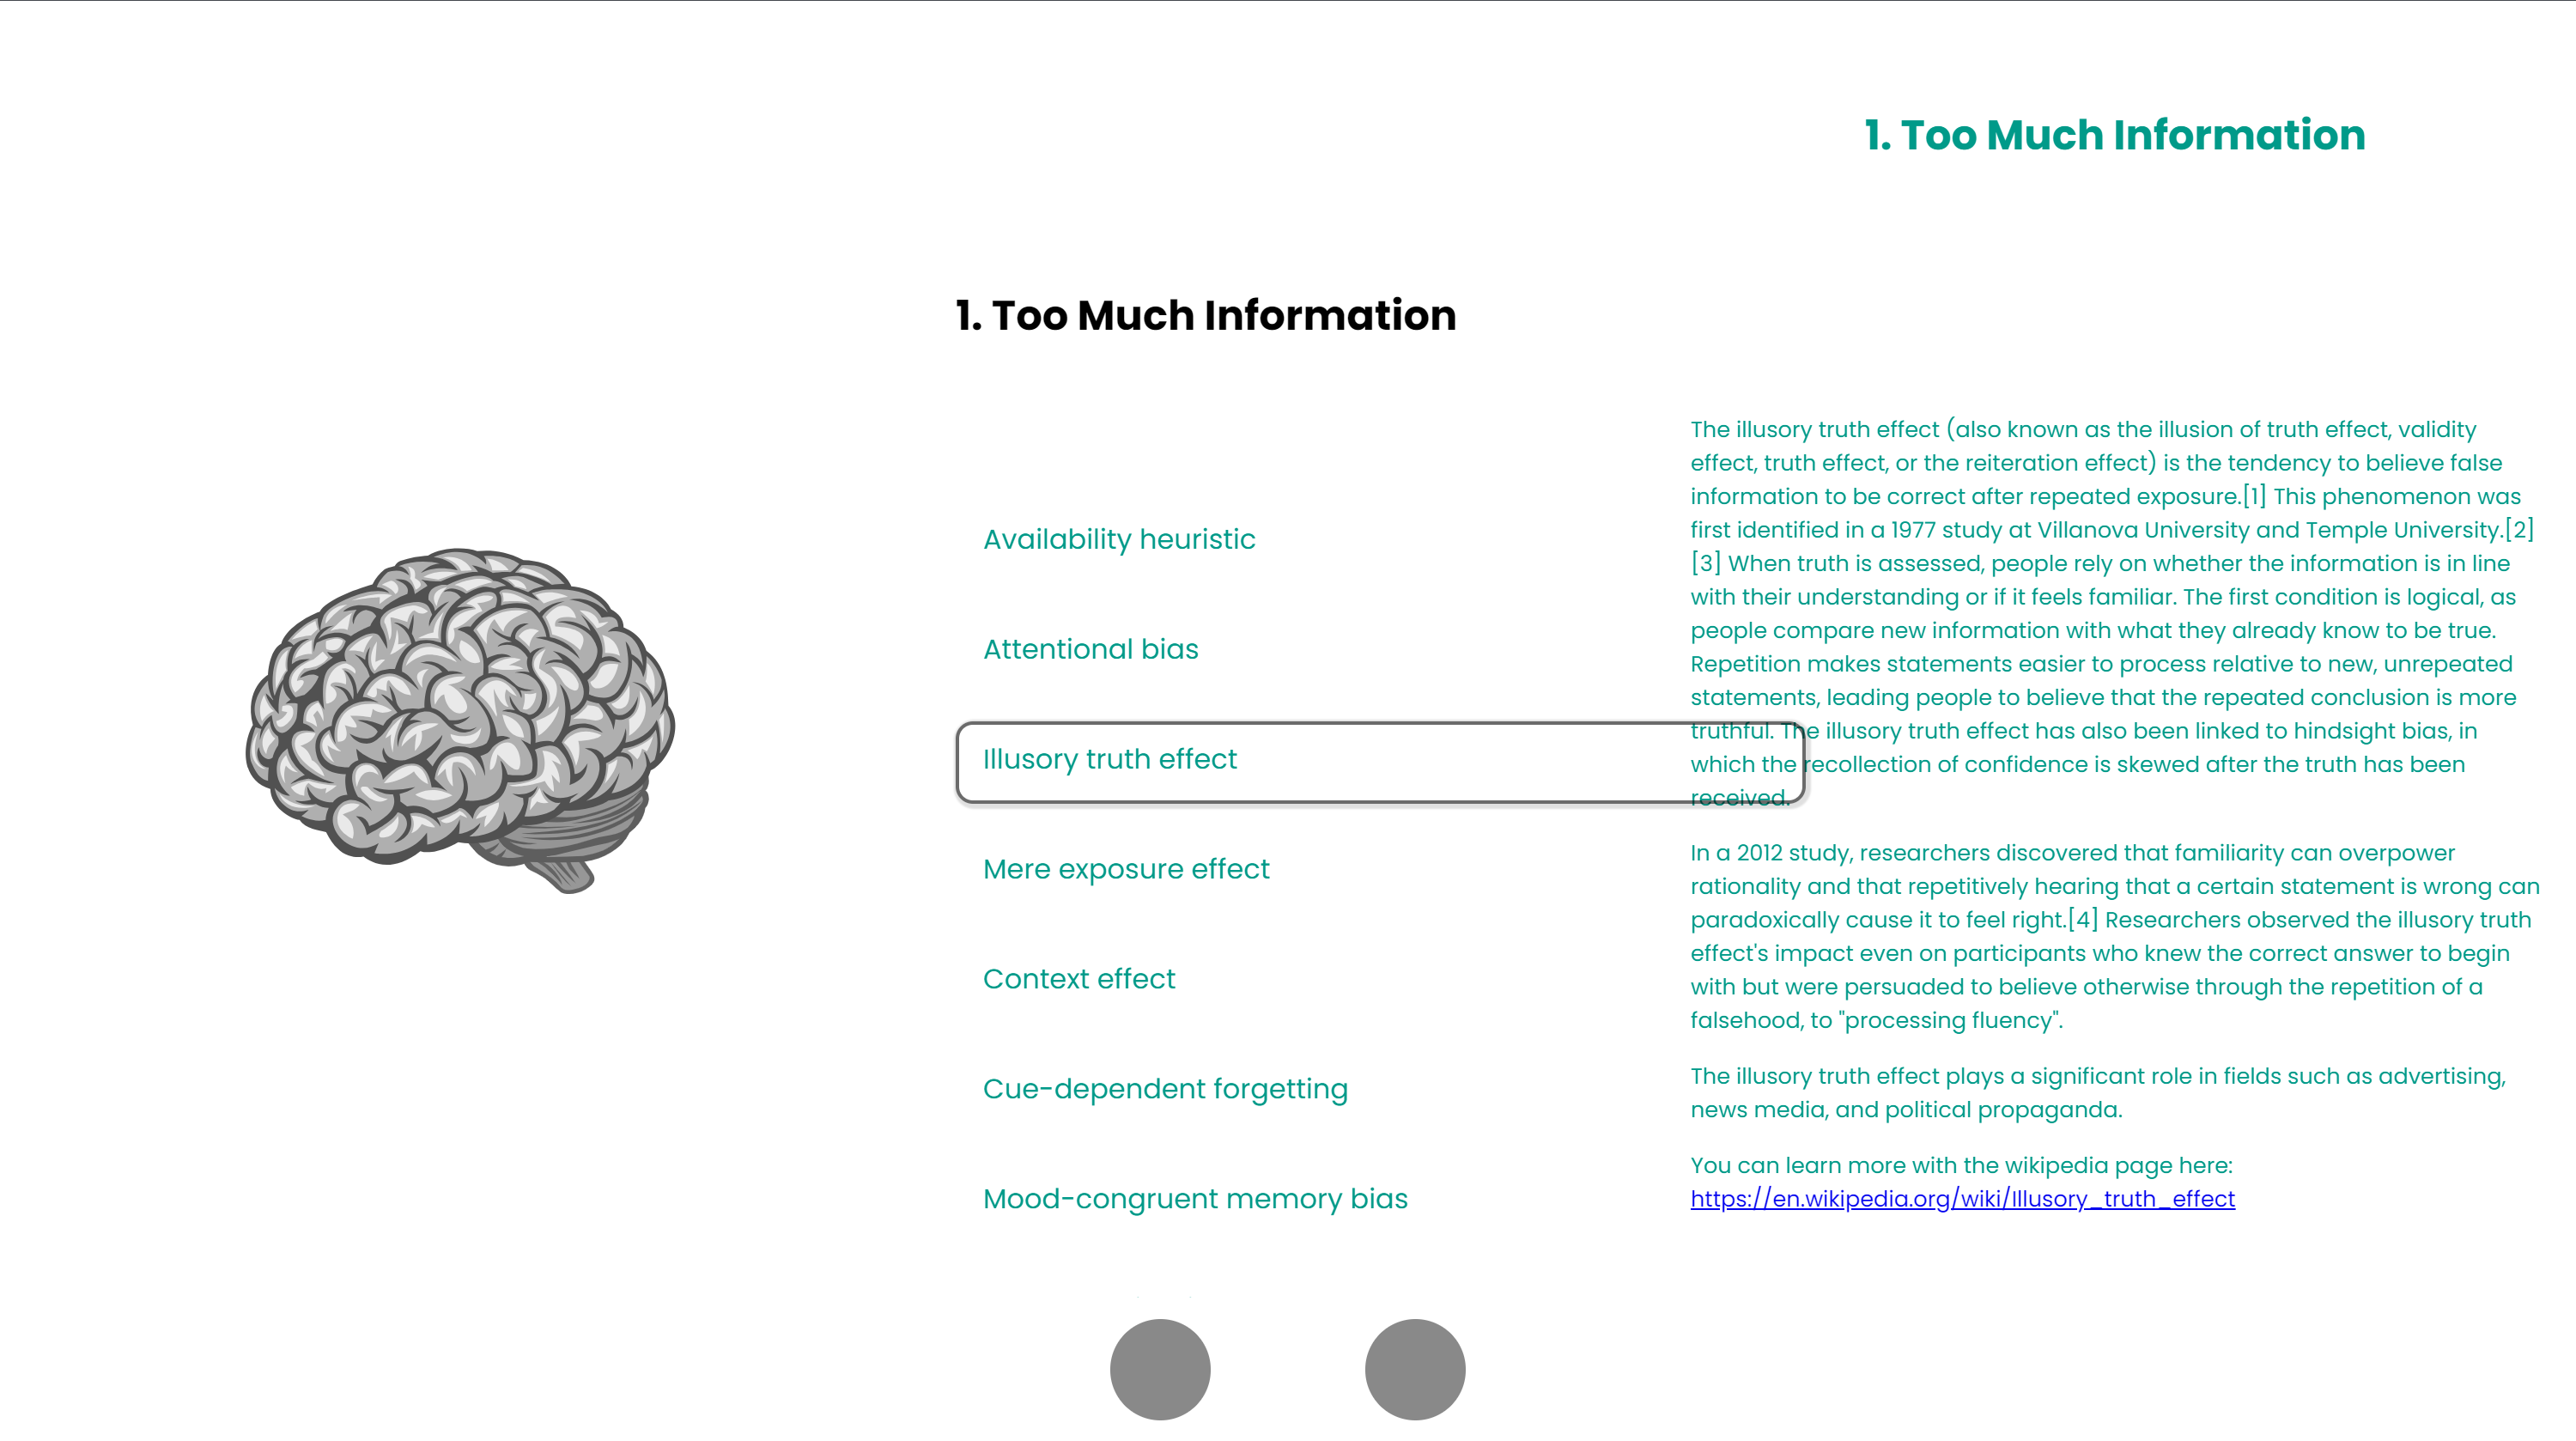 1. Too Much Information
1. Too Much Information
Availability heuristic
Attentional bias
Illusory truth effect
Mere exposure effect
Context effect
Cue-dependent forgetting
Mood-congruent memory bias
The illusory truth effect (also known as the illusion of truth effect, validity
effect, truth effect, or the reiteration effect) is the tendency to believe false
information to be correct after repeated exposure.[1] This phenomenon was
first identified in a 1977 study at Villanova University and Temple University.[2]
[3] When truth is assessed, people rely on whether the information is in line
with their understanding or if it feels familiar. The first condition is logical, as
people compare new information with what they already know to be true.
Repetition makes statements easier to process relative to new, unrepeated
statements, leading people to believe that the repeated conclusion is more
truthful. The illusory truth effect has also been linked to hindsight bias, in
which the recollection of confidence is skewed after the truth has been
received.
In a 2012 study, researchers discovered that familiarity can overpower
rationality and that repetitively hearing that a certain statement is wrong can
paradoxically cause it to feel right.[4] Researchers observed the illusory truth
effect's impact even on participants who knew the correct answer to begin
with but were persuaded to believe otherwise through the repetition of a
falsehood, to "processing fluency".
The illusory truth effect plays a significant role in fields such as advertising,
news media, and political propaganda.
You can learn more with the wikipedia page here:
https://en.wikipedia.org/wiki/Illusory_truth_effect